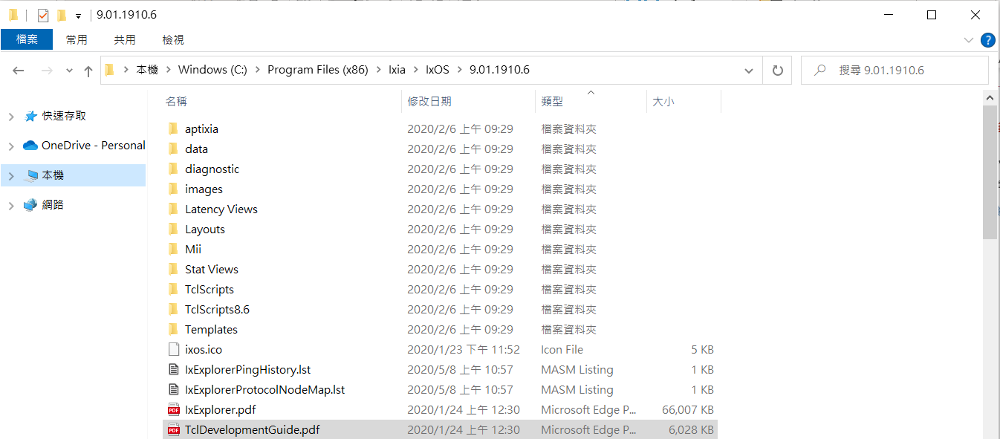 9.01.1910.6
檔案 常用 共用 檢視
本機 Windows (C:) Program Files (x86) Ixia IxOS 9.01.1910.6 搜尋 9.01.1910.6
名稱 修改日期 類型 大小
快速存取
OneDrive - Personal
本機
網路
aptixia 2020/2/6 上午 09:29 檔案資料夾
data 2020/2/6 上午 09:29 檔案資料夾
diagnostic 2020/2/6 上午 09:29 檔案資料夾
images 2020/2/6 上午 09:29 檔案資料夾
Latency Views 2020/2/6 上午 09:29 檔案資料夾
Layouts 2020/2/6 上午 09:29 檔案資料夾
Mii 2020/2/6 上午 09:29 檔案資料夾
Stat Views 2020/2/6 上午 09:29 檔案資料夾
TclScripts 2020/2/6 上午 09:29 檔案資料夾
TclScripts8.6 2020/2/6 上午 09:29 檔案資料夾
Templates 2020/2/6 上午 09:29 檔案資料夾
ixos.ico 2020/1/23 下午 11:52 Icon File 5 KB
IxExplorerPingHistory.lst 2020/5/8 上午 10:57 MASM Listing 1 KB
IxExplorerProtocolNodeMap.lst 2020/5/8 上午 10:57 MASM Listing 1 KB
IxExplorer.pdf 2020/1/24 上午 12:30 Microsoft Edge P... 66,007 KB
TclDevelopmentGuide.pdf 2020/1/24 上午 12:30 Microsoft Edge P... 6,028 KB